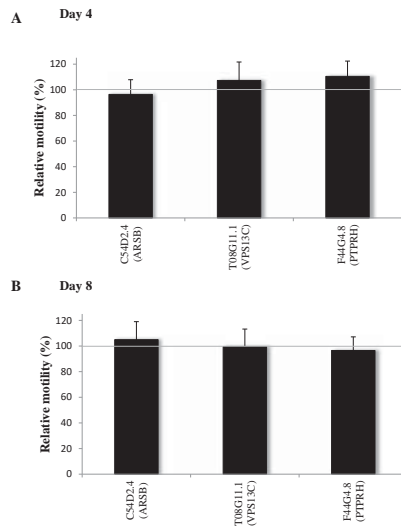 A Day 4
Relative motility (%)
120
100
80
60
40
20
0
C54D2.4
(ARSB)
T08G11.1
(VPS13C)
F44G4.8
(PTPRH)
B Day 8
Relative motility (%)
120
100
80
60
40
20
0
C54D2.4
(ARSB)
T08G11.1
(VPS13C)
F44G4.8
(PTPRH)